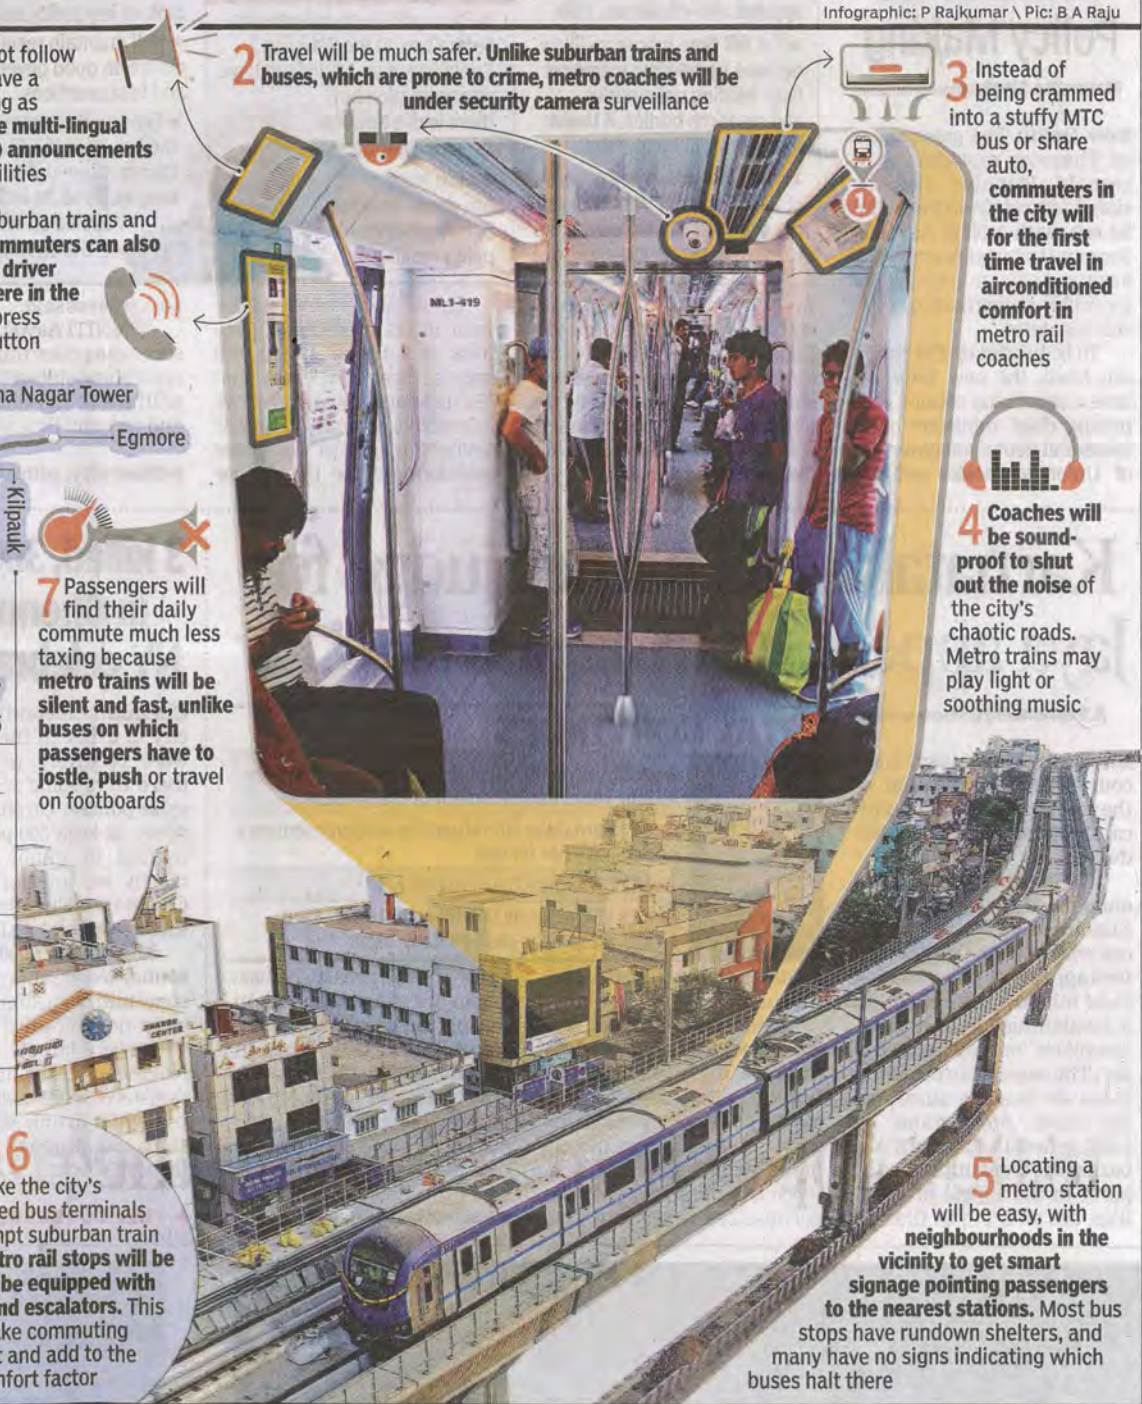 Infographic: P Rajkumar \ Pic: B A Raju
ot follow
ave a
g as
e multi-lingual
announcements
ilities
burban trains and
mmuters can also
driver
ere in the
press
utton
na Nagar Tower
Egmore
Kilpauk
2 Travel will be much safer. Unlike suburban trains and
buses, which are prone to crime, metro coaches will be
under security camera surveillance
3 Instead of
being crammed
into a stuffy MTC
bus or share
auto,
commuters in
the city will
for the first
time travel in
airconditioned
comfort in
metro rail
coaches
1
ML1-419
4 Coaches will
be sound-
proof to shut
out the noise of
the city's
chaotic roads.
Metro trains may
play light or
soothing music
7 Passengers will
find their daily
commute much less
taxing because
metro trains will be
silent and fast, unlike
buses on which
passengers have to
jostle, push or travel
on footboards
CENTER
6
ke the city's
ed bus terminals
mpt suburban train
tro rail stops will be
be equipped with
nd escalators. This
ke commuting
t and add to the
nfort factor
5 Locating a
metro station
will be easy, with
neighbourhoods in the
vicinity to get smart
signage pointing passengers
to the nearest stations. Most bus
stops have rundown shelters, and
many have no signs indicating which
buses halt there